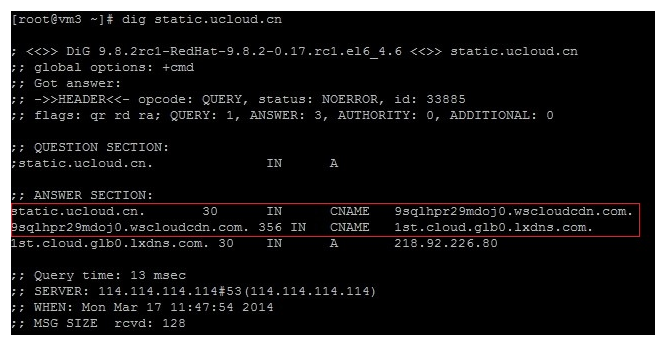 [root@vm3 ~]# dig static.ucloud.cn
; <<>> DiG 9.8.2rc1-RedHat-9.8.2-0.17.rc1.el6_4.6 <<>> static.ucloud.cn
;; global options: +cmd
;; Got answer:
;; ->>HEADER<<- opcode: QUERY, status: NOERROR, id: 33885
;; flags: qr rd ra; QUERY: 1, ANSWER: 3, AUTHORITY: 0, ADDITIONAL: 0
;; QUESTION SECTION:
;static.ucloud.cn. IN A
;; ANSWER SECTION:
static.ucloud.cn. 30 IN CNAME 9sqlhpr29mdoj0.wscloudcdn.com.
9sqlhpr29mdoj0.wscloudcdn.com. 356 IN CNAME 1st.cloud.glb0.lxdns.com.
1st.cloud.glb0.lxdns.com. 30 IN A 218.92.226.80
;; Query time: 13 msec
;; SERVER: 114.114.114.114#53(114.114.114.114)
;; WHEN: Mon Mar 17 11:47:54 2014
;; MSG SIZE rcvd: 128